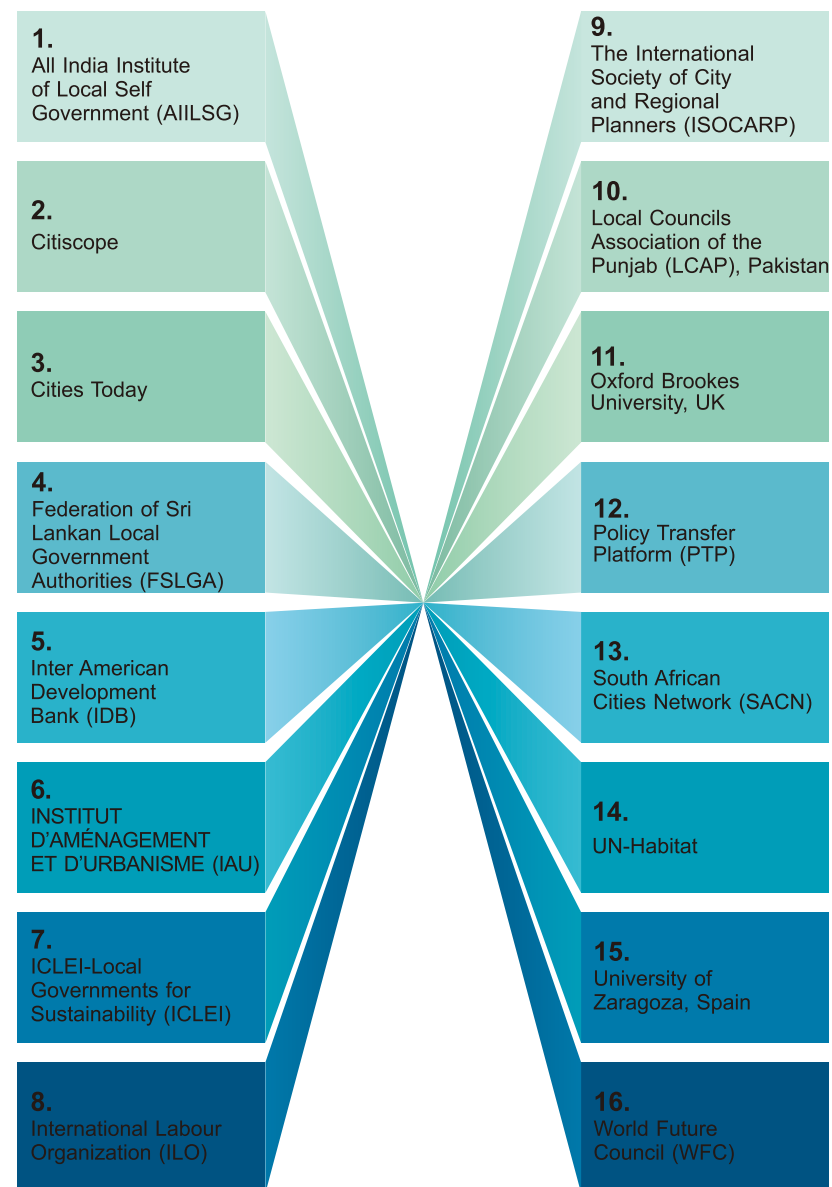 1.
All India Institute
of Local Self
Government (AIILSG)
2.
Citiscope
3.
Cities Today
4.
Federation of Sri
Lankan Local
Government
Authorities (FSLGA)
5.
Inter American
Development
Bank (IDB)
6.
INSTITUT
D'AMÉNAGEMENT
ET D'URBANISME (IAU)
7.
ICLEI-Local
Governments for
Sustainability (ICLEI)
8.
International Labour
Organization (ILO)
9.
The International
Society of City
and Regional
Planners (ISOCARP)
10.
Local Councils
Association of the
Punjab (LCAP), Pakistan
11.
Oxford Brookes
University, UK
12.
Policy Transfer
Platform (PTP)
13.
South African
Cities Network (SACN)
14.
UN-Habitat
15.
University of
Zaragoza, Spain
16.
World Future
Council (WFC)